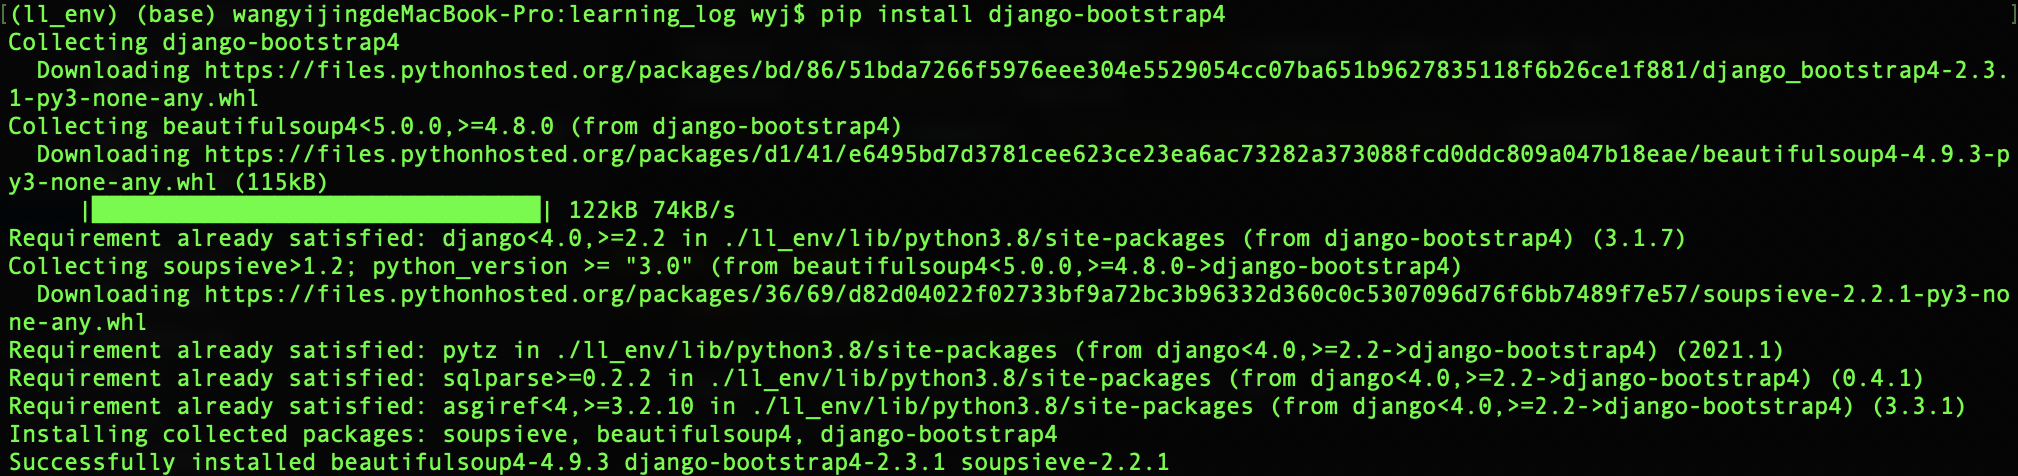 [(ll_env) (base) wangyijingdeMacBook-Pro:learning_log wyj$ pip install django-bootstrap4 ]
Collecting django-bootstrap4
  Downloading https://files.pythonhosted.org/packages/bd/86/51bda7266f5976eee304e5529054cc07ba651b9627835118f6b26ce1f881/django_bootstrap4-2.3.
1-py3-none-any.whl
Collecting beautifulsoup4<5.0.0,>=4.8.0 (from django-bootstrap4)
  Downloading https://files.pythonhosted.org/packages/d1/41/e6495bd7d3781cee623ce23ea6ac73282a373088fcd0ddc809a047b18eae/beautifulsoup4-4.9.3-p
y3-none-any.whl (115kB)
     |████████████████████████████████| 122kB 74kB/s
Requirement already satisfied: django<4.0,>=2.2 in ./ll_env/lib/python3.8/site-packages (from django-bootstrap4) (3.1.7)
Collecting soupsieve>1.2; python_version >= "3.0" (from beautifulsoup4<5.0.0,>=4.8.0->django-bootstrap4)
  Downloading https://files.pythonhosted.org/packages/36/69/d82d04022f02733bf9a72bc3b96332d360c0c5307096d76f6bb7489f7e57/soupsieve-2.2.1-py3-no
ne-any.whl
Requirement already satisfied: pytz in ./ll_env/lib/python3.8/site-packages (from django<4.0,>=2.2->django-bootstrap4) (2021.1)
Requirement already satisfied: sqlparse>=0.2.2 in ./ll_env/lib/python3.8/site-packages (from django<4.0,>=2.2->django-bootstrap4) (0.4.1)
Requirement already satisfied: asgiref<4,>=3.2.10 in ./ll_env/lib/python3.8/site-packages (from django<4.0,>=2.2->django-bootstrap4) (3.3.1)
Installing collected packages: soupsieve, beautifulsoup4, django-bootstrap4
Successfully installed beautifulsoup4-4.9.3 django-bootstrap4-2.3.1 soupsieve-2.2.1